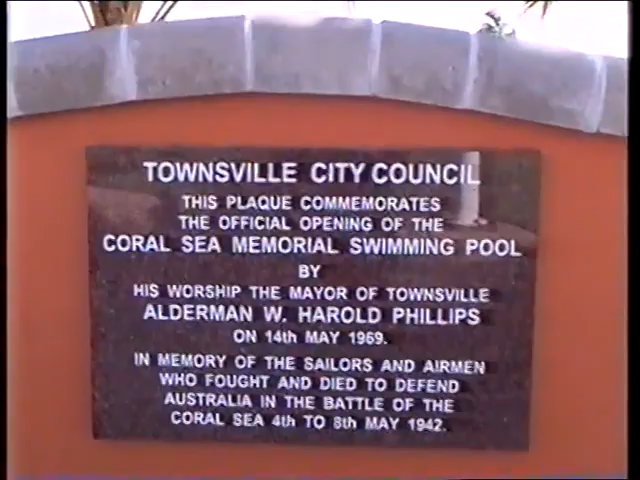 TOWNSVILLE CITY COUNCIL
THIS PLAQUE COMMEMORATES
THE OFFICIAL OPENING OF THE
CORAL SEA MEMORIAL SWIMMING POOL
BY
HIS WORSHIP THE MAYOR OF TOWNSVILLE
ALDERMAN W. HAROLD PHILLIPS
ON 14th MAY 1969.
IN MEMORY OF THE SAILORS AND AIRMEN
WHO FOUGHT AND DIED TO DEFEND
AUSTRALIA IN THE BATTLE OF THE
CORAL SEA 4th TO 8th MAY 1942.